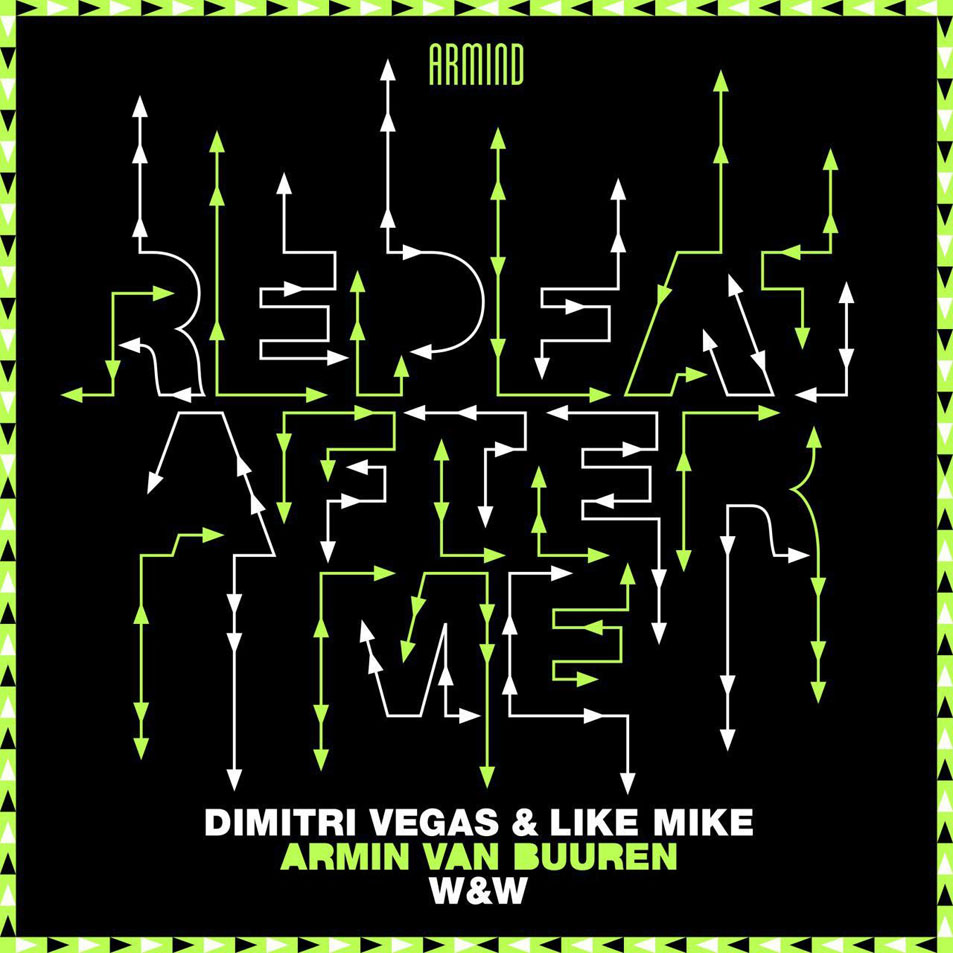 ARMIND
REPEAT
AFTER
ME
DIMITRI VEGAS & LIKE MIKE
ARMIN VAN BUUREN
W&W